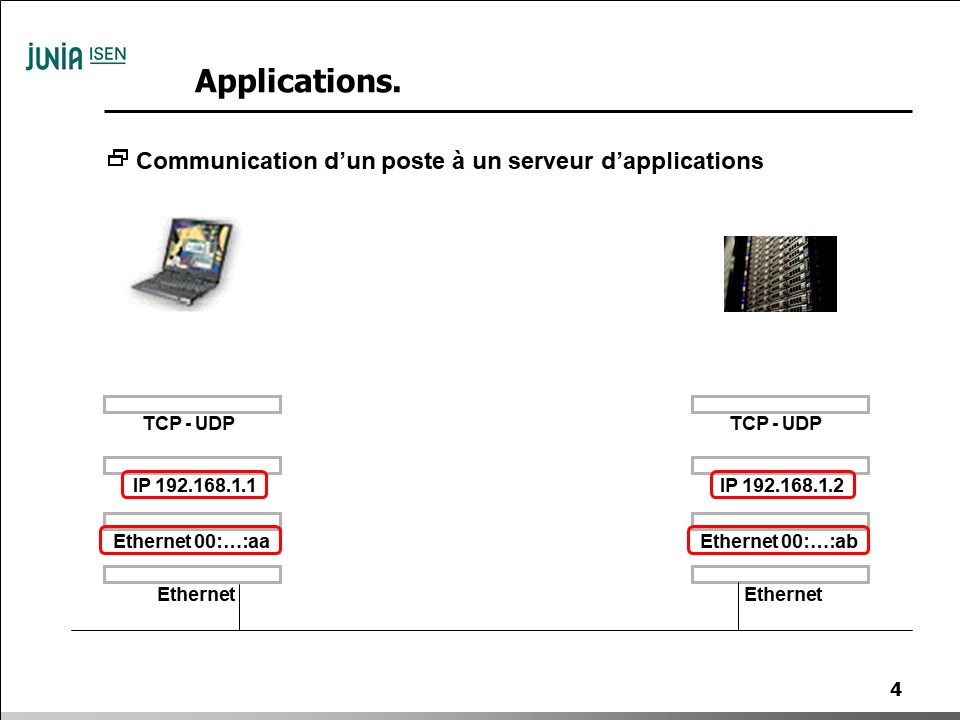 JUNIA ISEN
Applications.
Communication d’un poste à un serveur d’applications
TCP - UDP
TCP - UDP
IP 192.168.1.1
IP 192.168.1.2
Ethernet 00:…:aa
Ethernet 00:…:ab
Ethernet
Ethernet
4